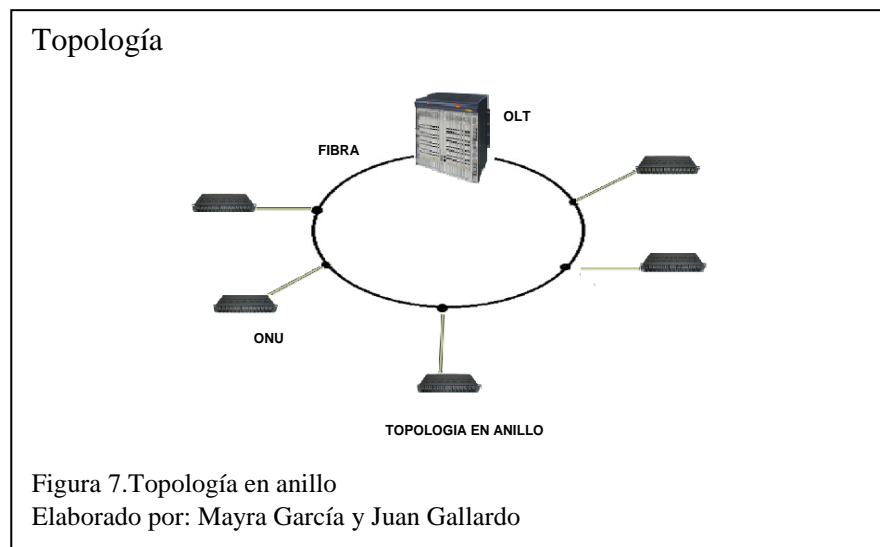 Topología
OLT
FIBRA
ONU
TOPOLOGIA EN ANILLO
Figura 7.Topología en anillo
Elaborado por: Mayra García y Juan Gallardo